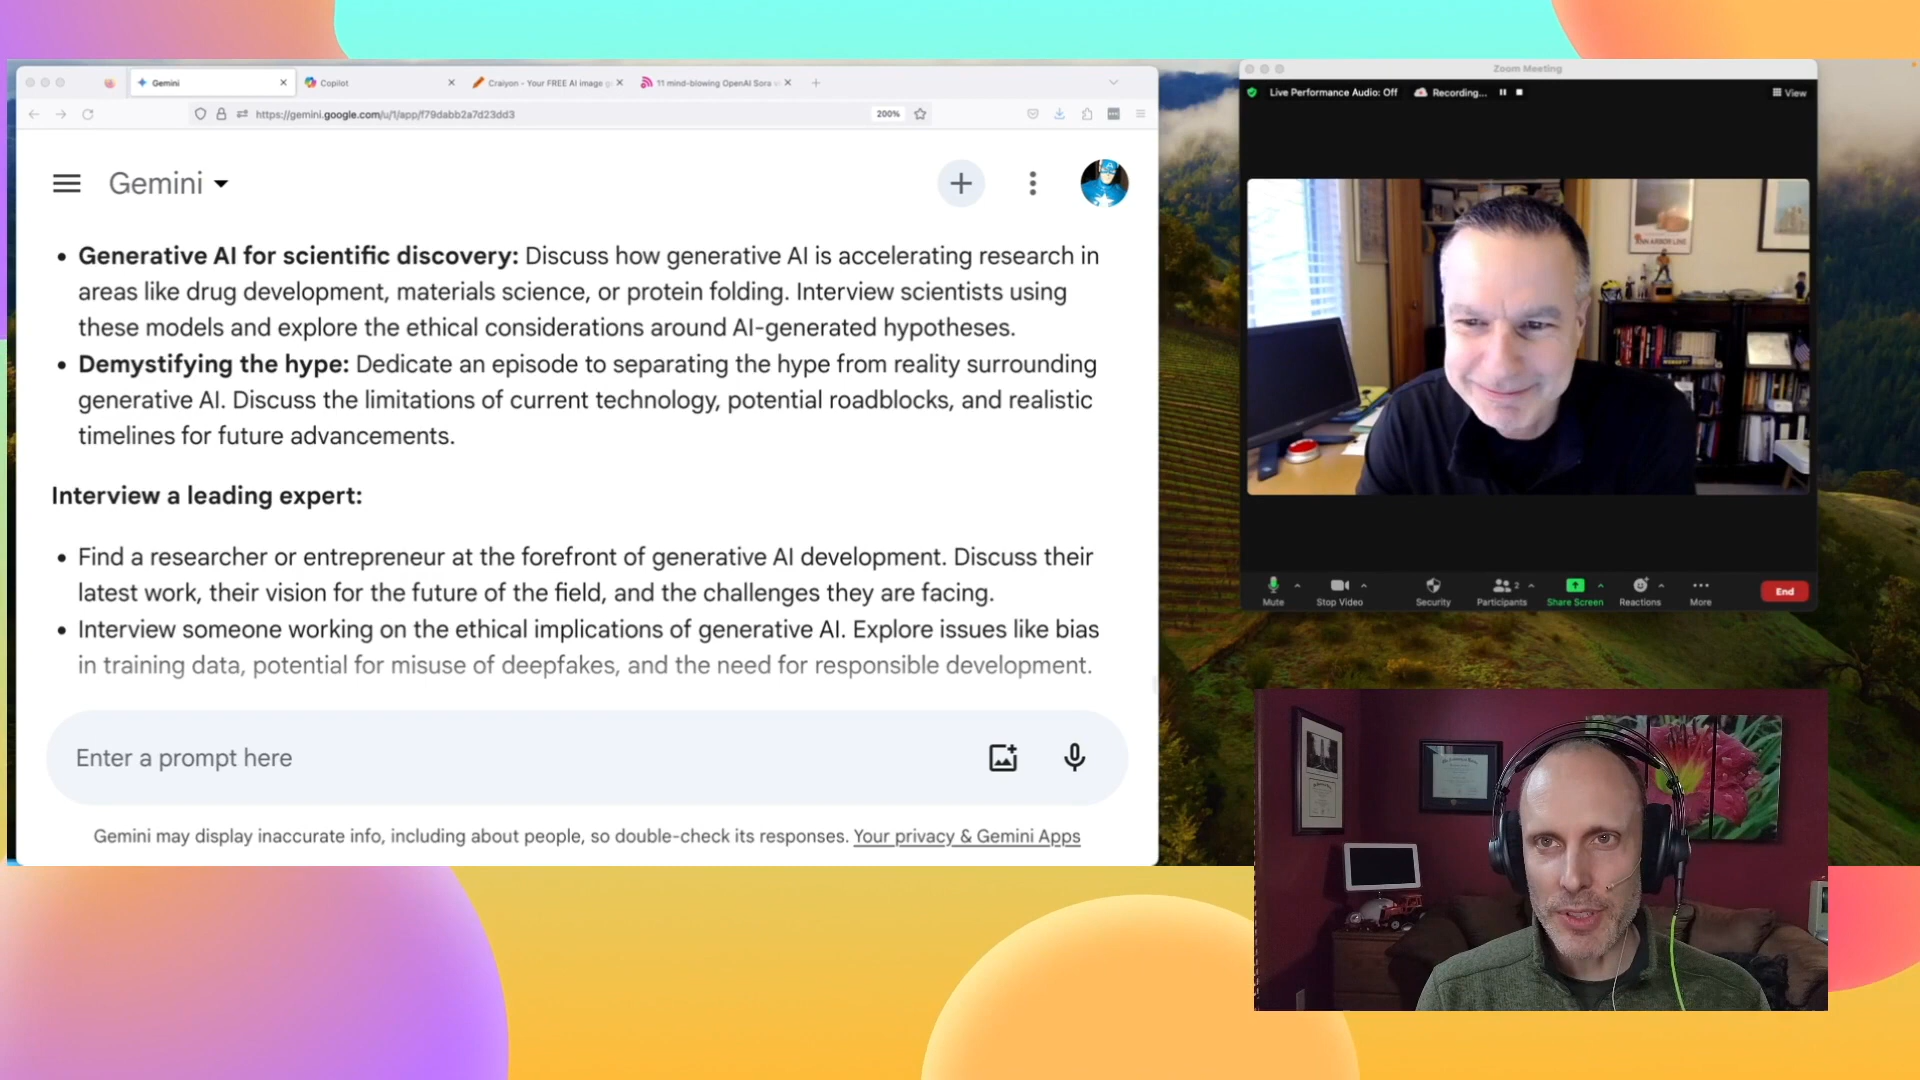 Gemini
Copilot
Craiyon - Your FREE AI image g
11 mind-blowing OpenAI Sora vi
https://gemini.google.com/u/1/app/f79dabb2a7d23dd3
200%
Gemini
• Generative AI for scientific discovery: Discuss how generative AI is accelerating research in
areas like drug development, materials science, or protein folding. Interview scientists using
these models and explore the ethical considerations around AI-generated hypotheses.
• Demystifying the hype: Dedicate an episode to separating the hype from reality surrounding
generative AI. Discuss the limitations of current technology, potential roadblocks, and realistic
timelines for future advancements.
Interview a leading expert:
• Find a researcher or entrepreneur at the forefront of generative AI development. Discuss their
latest work, their vision for the future of the field, and the challenges they are facing.
• Interview someone working on the ethical implications of generative AI. Explore issues like bias
in training data, potential for misuse of deepfakes, and the need for responsible development.
Enter a prompt here
Gemini may display inaccurate info, including about people, so double-check its responses. Your privacy & Gemini Apps
Zoom Meeting
Live Performance Audio: Off
Recording...
View
ANN ARBOR LINE
Mute
Stop Video
Security
2
Participants
Share Screen
Reactions
More
End